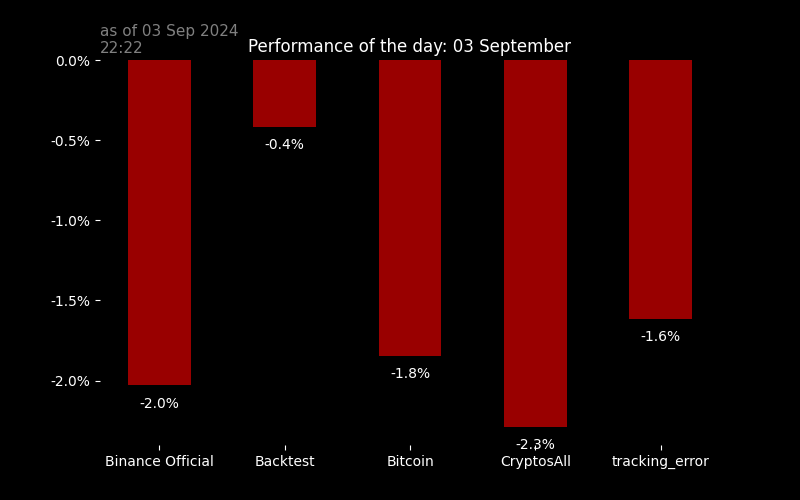 as of 03 Sep 2024
22:22
Performance of the day: 03 September
0.0%
-0.5%
-1.0%
-1.5%
-2.0%
-2.0%
-0.4%
-1.8%
-2.3%
-1.6%
Binance Official
Backtest
Bitcoin
CryptosAll
tracking_error